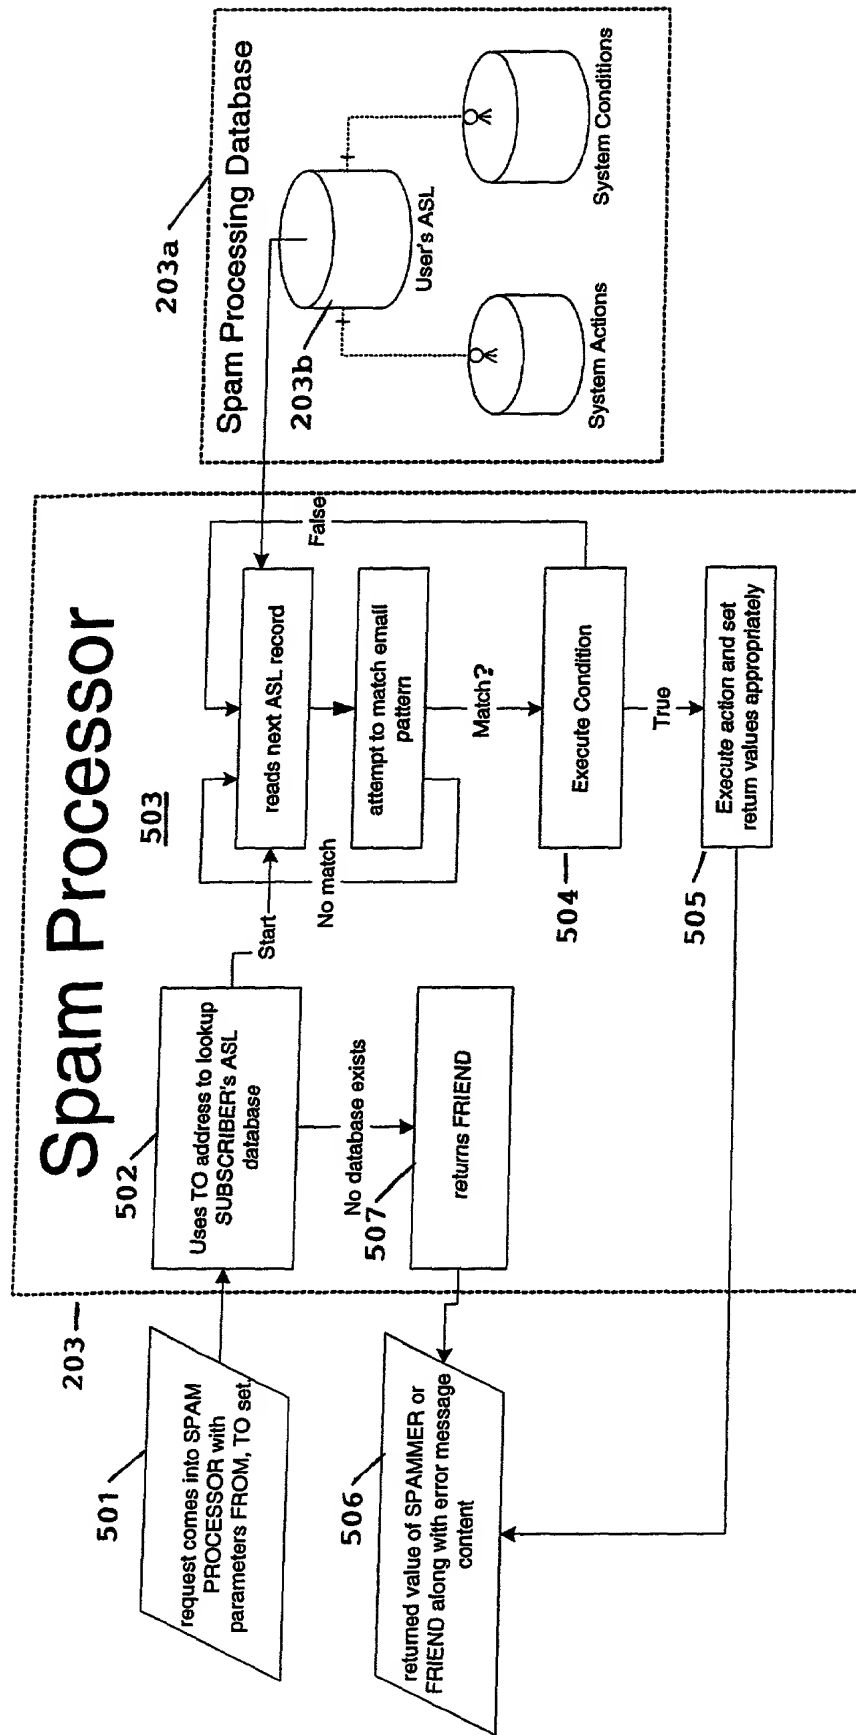 Spam Processor
203
501
request comes into SPAM
PROCESSOR with
parameters FROM, TO set.
502
Uses TO address to lookup
SUBSCRIBER's ASL
database
Start
No database exists
507
returns FRIEND
506
returned value of SPAMMER or
FRIEND along with error message
content
503
reads next ASL record
False
No match
attempt to match email
pattern
Match?
504
Execute Condition
True
505
Execute action and set
return values appropriately
203a
Spam Processing Database
203b
User's ASL
System Actions
System Conditions